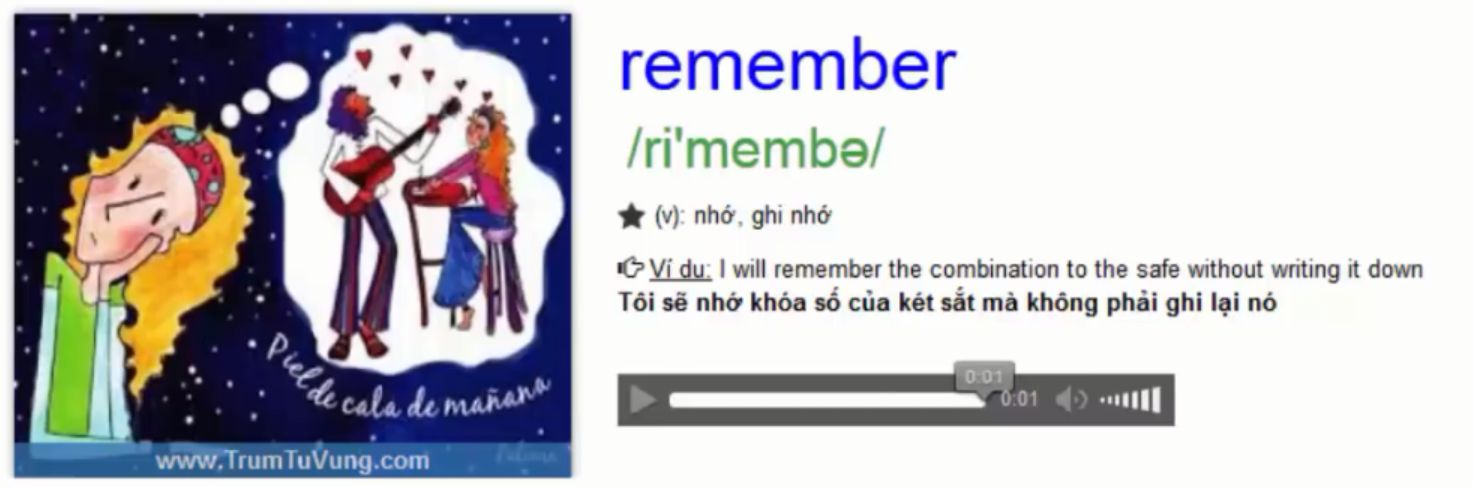 Piel de cala de mañana
www.TrumTuVung.com
remember
/ri'membə/
(v): nhớ, ghi nhớ
Ví du: I will remember the combination to the safe without writing it down
Tôi sẽ nhớ khóa số của két sắt mà không phải ghi lại nó
0:01
0:01